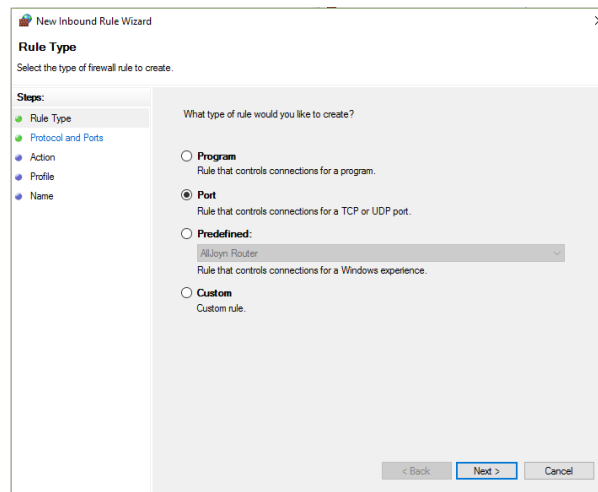 New Inbound Rule Wizard
Rule Type
Select the type of firewall rule to create.
Steps:
Rule Type
Protocol and Ports
Action
Profile
Name
What type of rule would you like to create?
Program
Rule that controls connections for a program.
Port
Rule that controls connections for a TCP or UDP port.
Predefined:
AllJoyn Router
Rule that controls connections for a Windows experience.
Custom
Custom rule.
< Back
Next >
Cancel